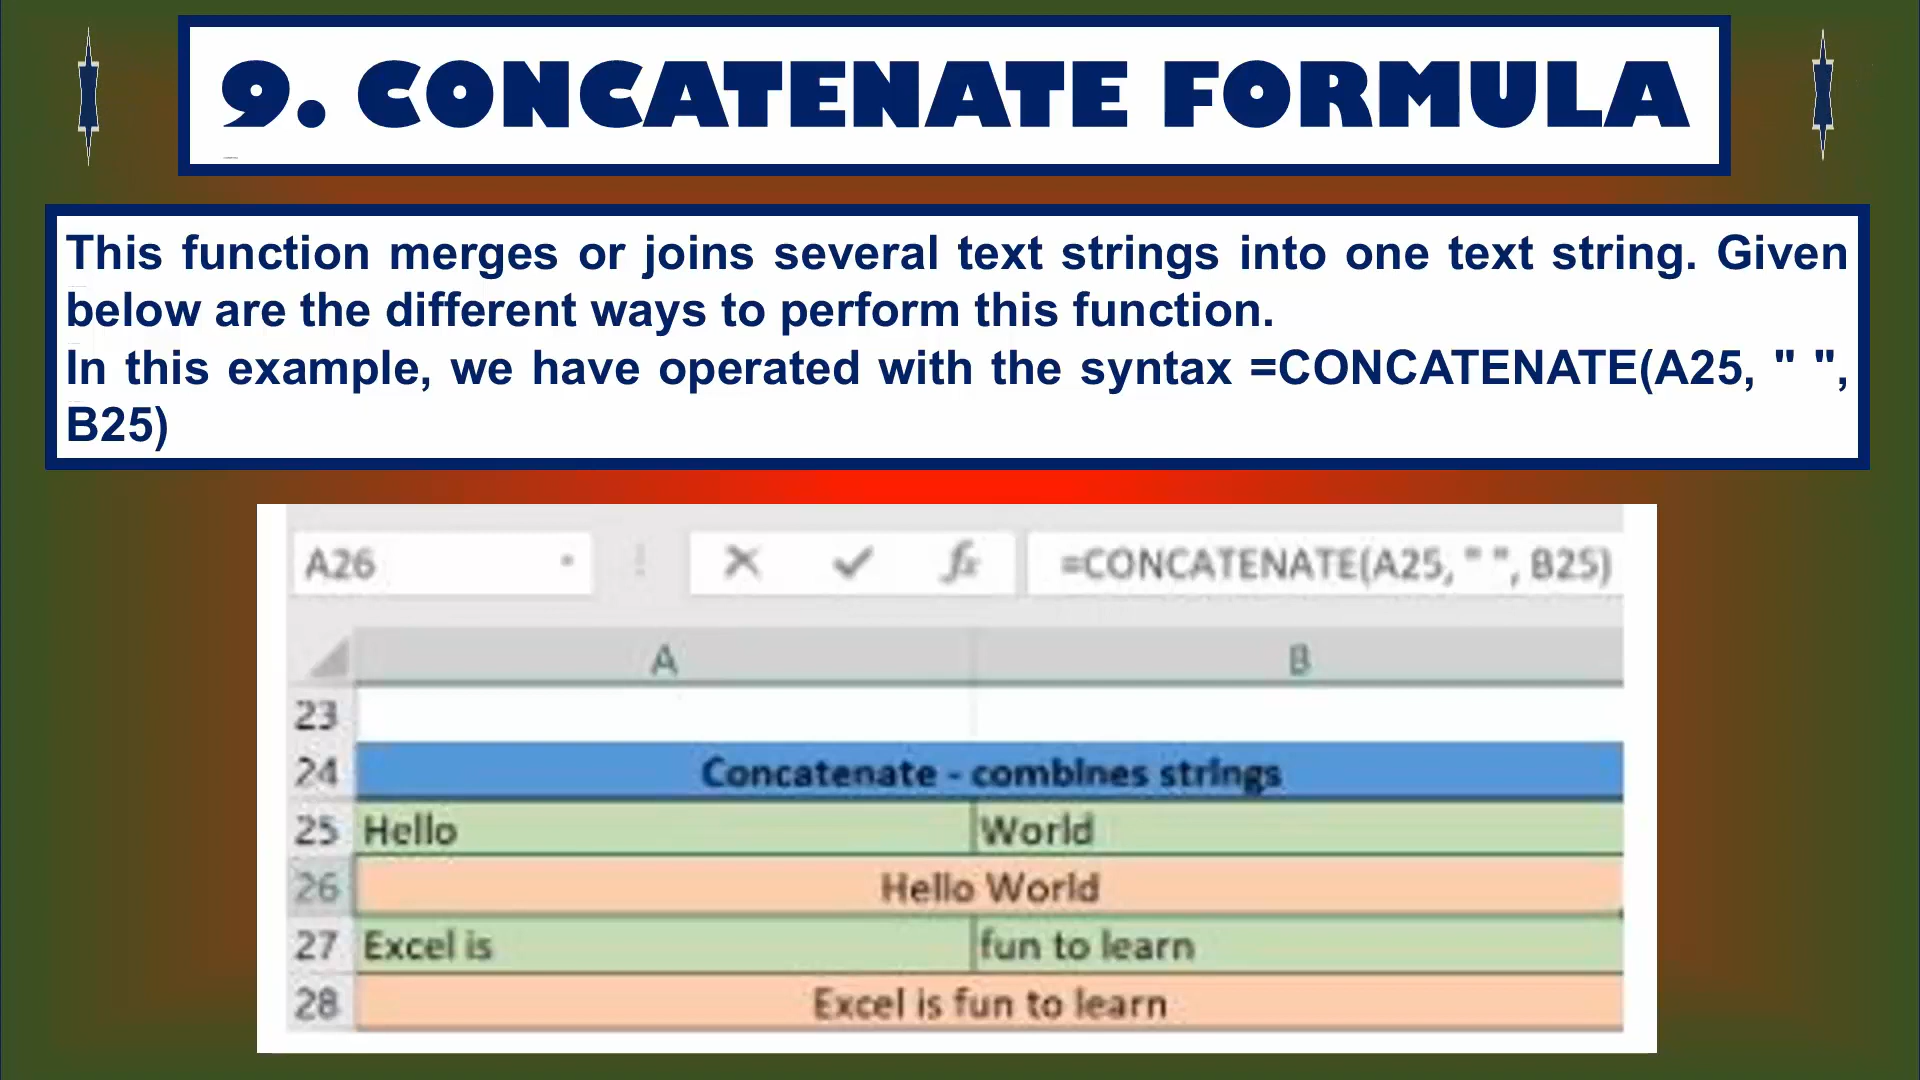 9. CONCATENATE FORMULA
This function merges or joins several text strings into one text string. Given
below are the different ways to perform this function.
In this example, we have operated with the syntax =CONCATENATE(A25, " ",
B25)
A26 fx =CONCATENATE(A25, " ", B25)
A B
23
24 Concatenate - combines strings
25 Hello World
26 Hello World
27 Excel is fun to learn
28 Excel is fun to learn